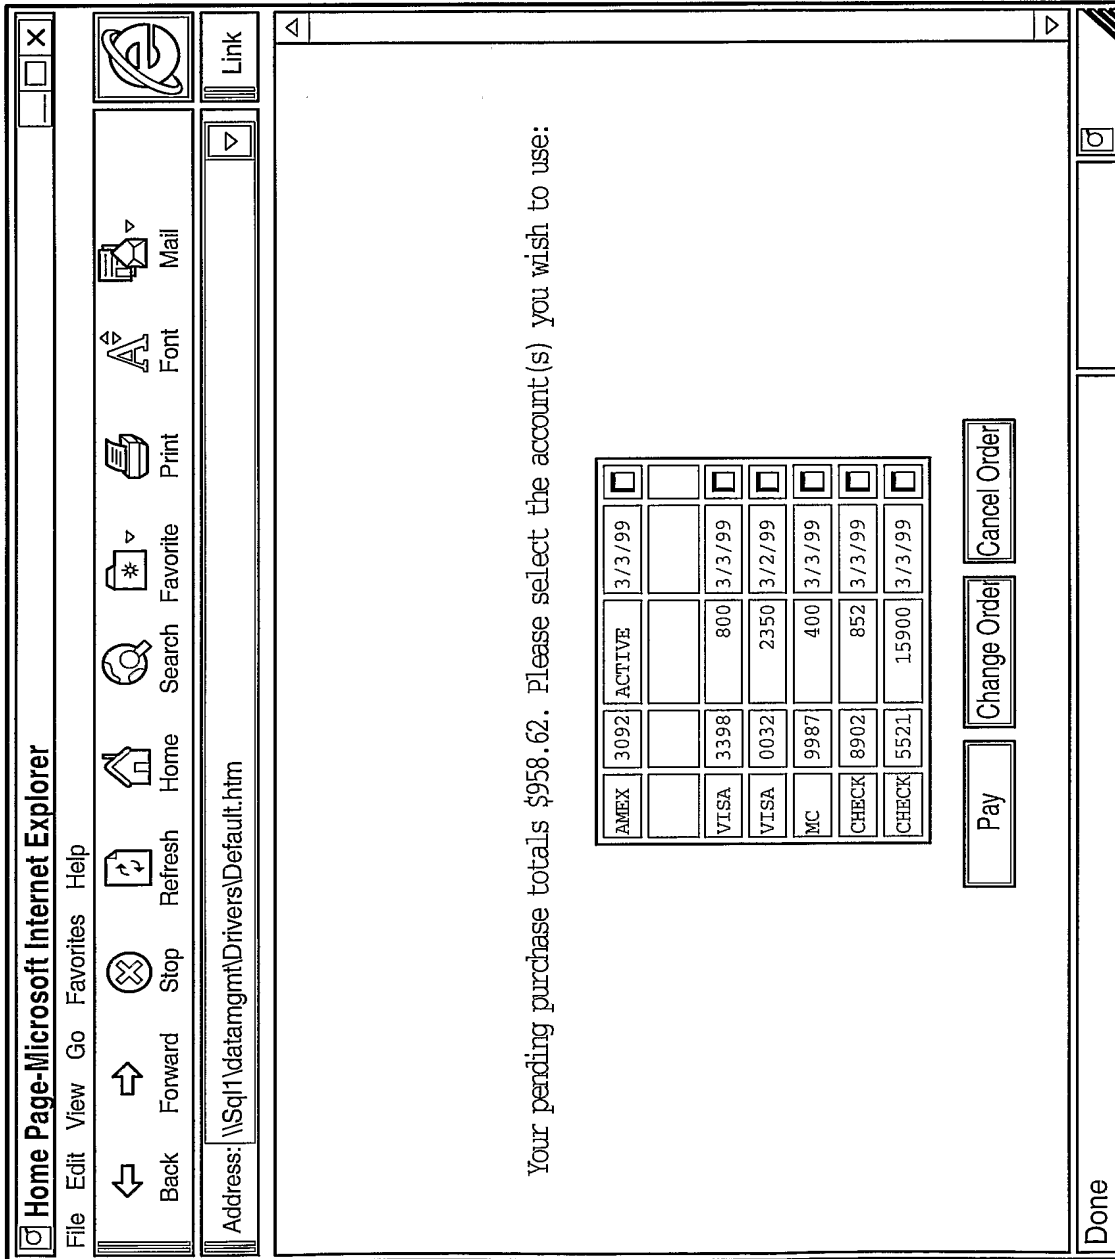 Home Page-Microsoft Internet Explorer
File Edit View Go Favorites Help
Back Forward Stop Refresh Home Search Favorite Print Font Mail
Address: \\Sql1\datamgmt\Drivers\Default.htm Link
Your pending purchase totals $958.62. Please select the account(s) you wish to use:
AMEX 3092 ACTIVE 3/3/99
VISA 3398 800 3/3/99
VISA 0032 2350 3/2/99
MC 9987 400 3/3/99
CHECK 8902 852 3/3/99
CHECK 5521 15900 3/3/99
Pay Change Order Cancel Order
Done